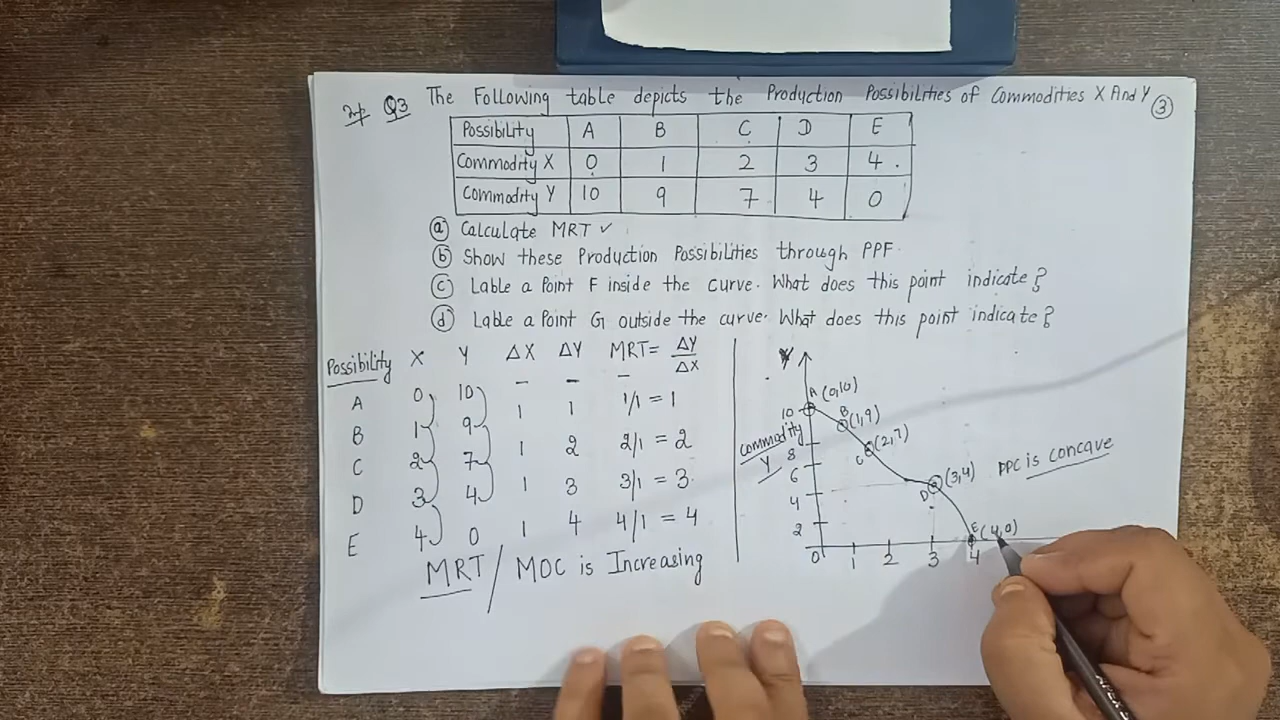 Imp Q3 The Following table depicts the Production Possibilities of Commodities X And Y ③
Possibility A B C D E
Commodity X 0 1 2 3 4
Commodity Y 10 9 7 4 0
ⓐ Calculate MRT ✓
ⓑ Show these Production Possibilities through PPF.
ⓒ Lable a Point F inside the curve. What does this point indicate?
ⓓ Lable a Point G outside the curve. What does this point indicate?
Possibility X Y ΔX ΔY MRT= ΔY/ΔX
A 0 10 – – –
B 1 9 1 1 1/1 = 1
C 2 7 1 2 2/1 = 2
D 3 4 1 3 3/1 = 3
E 4 0 1 4 4/1 = 4
MRT / MOC is Increasing
Y
A (0,10)
10
B (1,9)
Commodity
Y
8
C (2,7)
6
D (3,4)
PPC is concave
4
2
E (4,0)
0 1 2 3 4